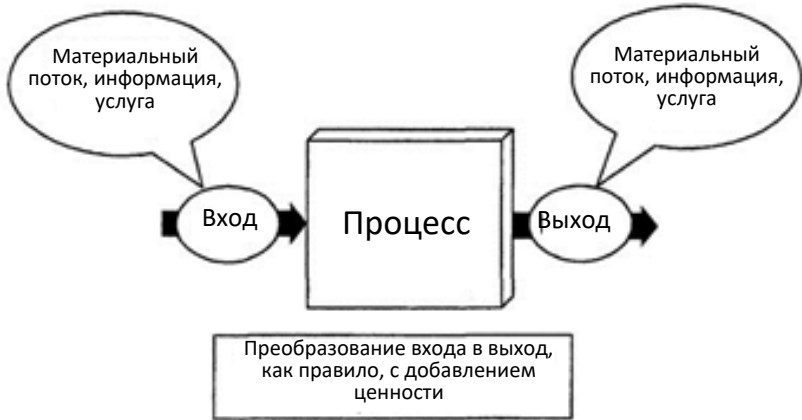 Материальный
поток, информация,
услуга
Материальный
поток, информация,
услуга
Вход
Процесс
Выход
Преобразование входа в выход,
как правило, с добавлением
ценности